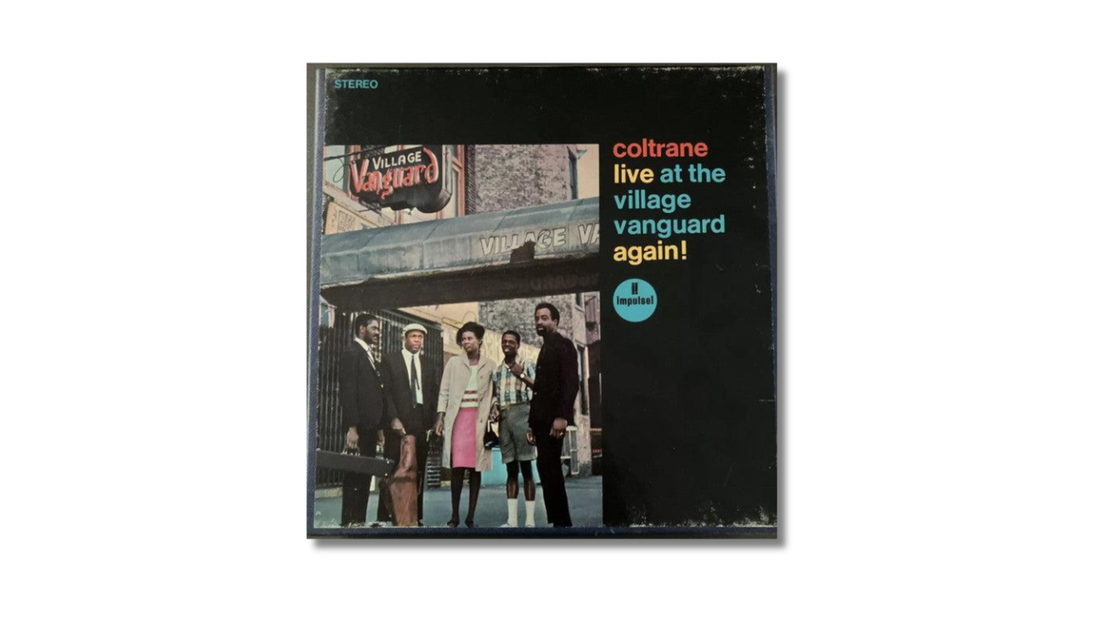 STEREO
VILLAGE
Vanguard
VILLAGE VA
coltrane
live at the
village
vanguard
again!
impulse!